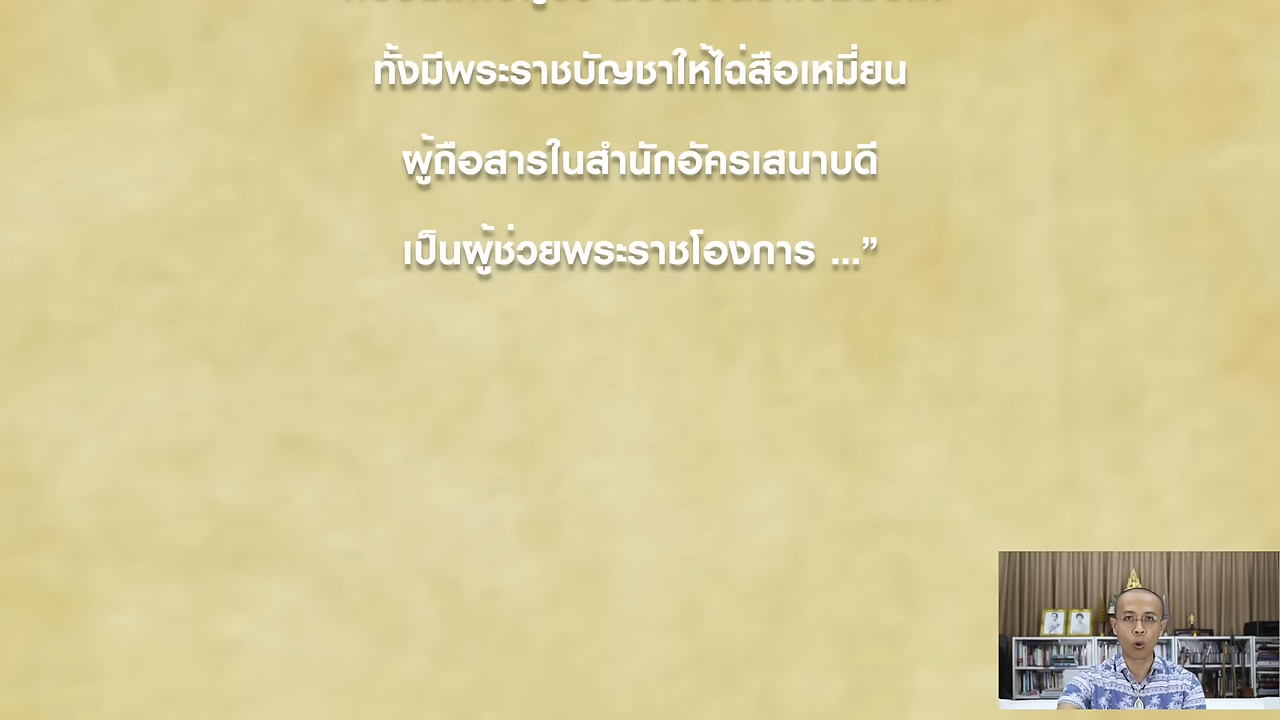 ทั้งมีพระราชบัญชาให้ไฉ่สือเหมี่ยน
ผู้ถือสารในสำนักอัครเสนาบดี
เป็นผู้ช่วยพระราชโองการ ...”